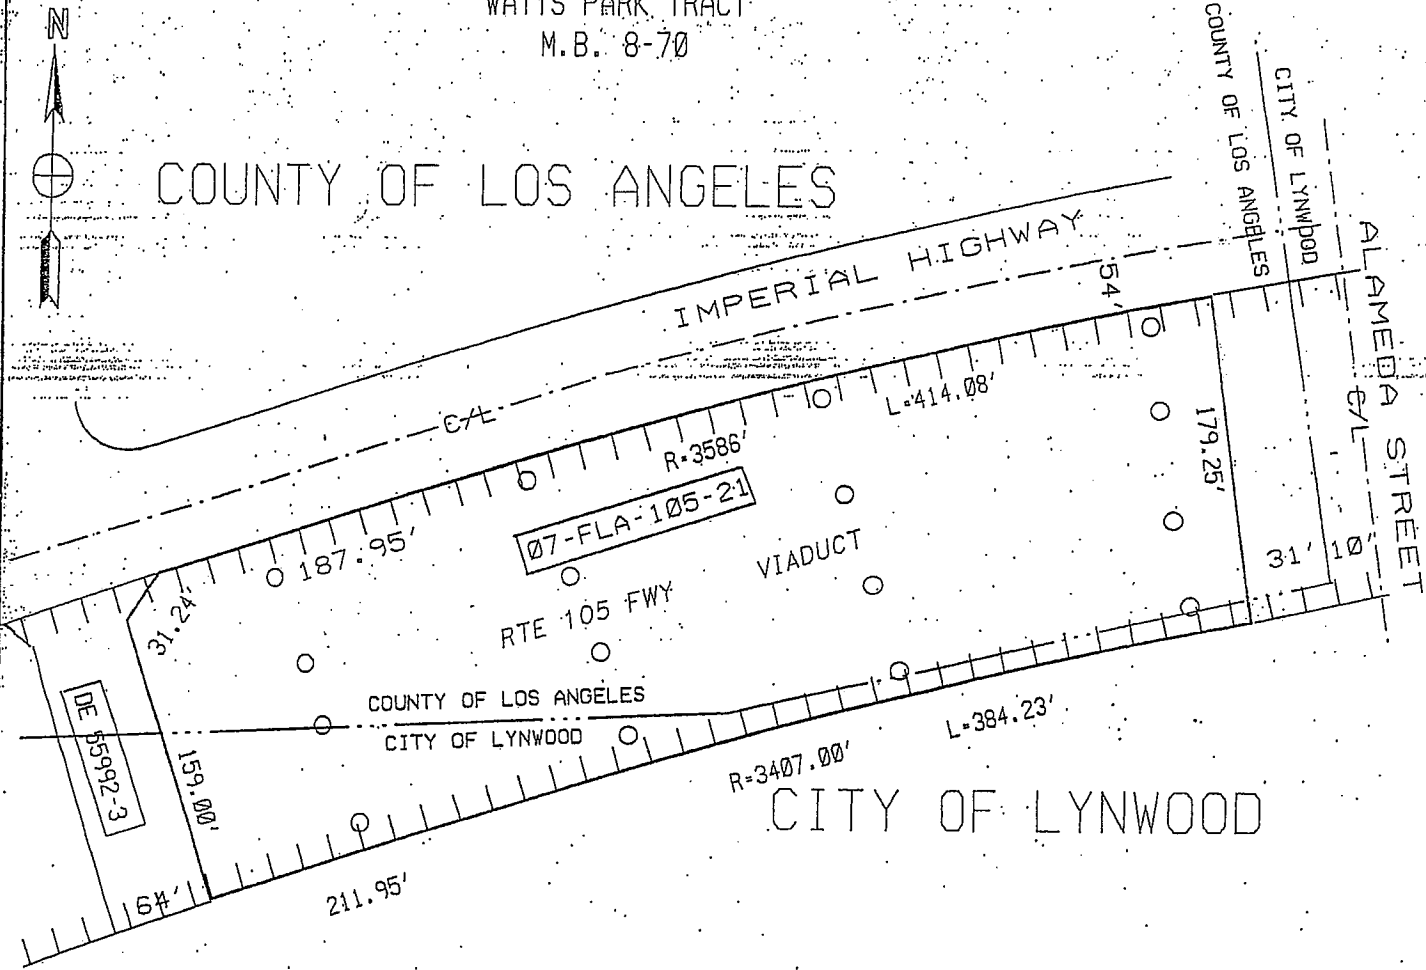 WATTS PARK TRACT
M.B. 8-70
N
COUNTY OF LOS ANGELES
COUNTY OF LOS ANGELES
CITY OF LYNWOOD
ALAMEDA STREET
C/L
IMPERIAL HIGHWAY
54'
C/L
L=414.08'
R=3586'
179.25'
07-FLA-105-21
187.95'
VIADUCT
31' 10'
RTE 105 FWY
31.24'
COUNTY OF LOS ANGELES
CITY OF LYNWOOD
DE 55992-3
159.00'
L=384.23'
R=3407.00'
CITY OF LYNWOOD
64'
211.95'